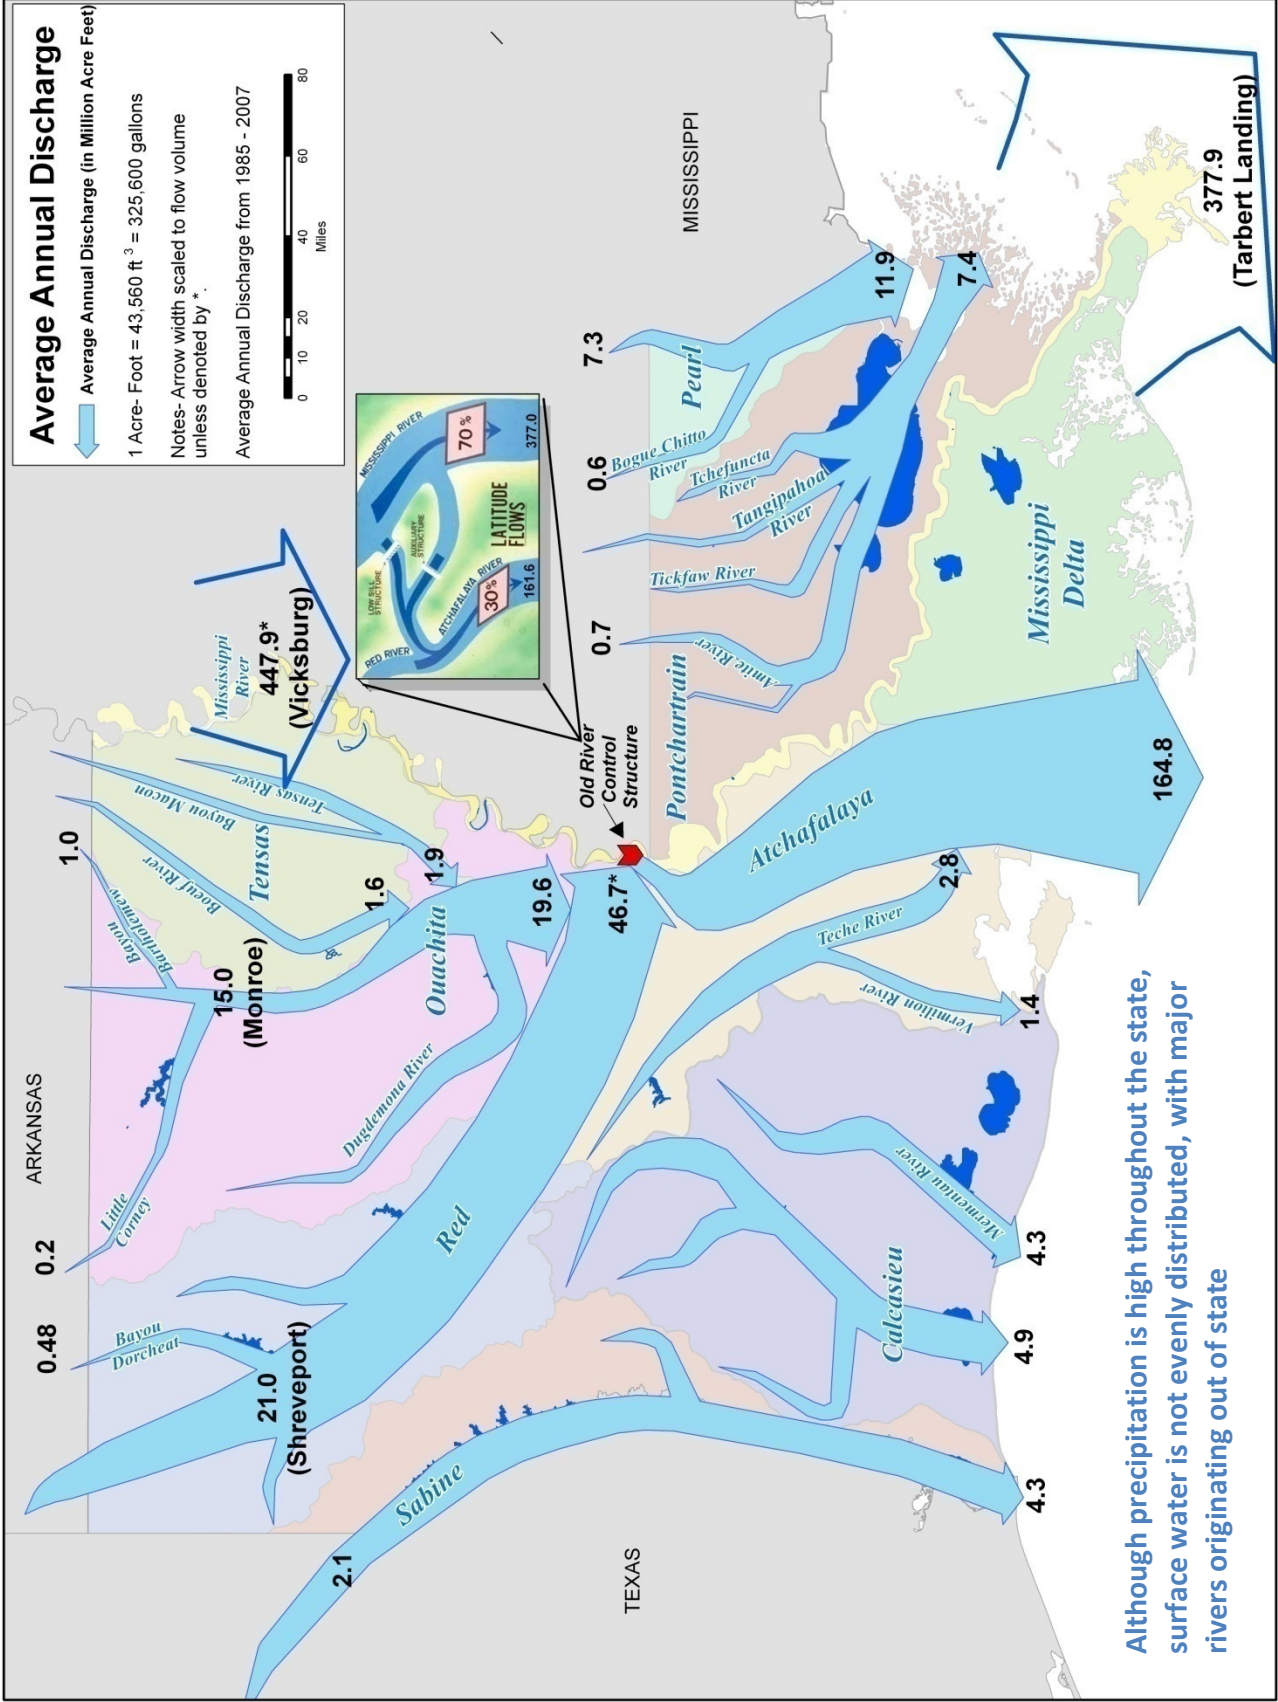 Average Annual Discharge
Average Annual Discharge (in Million Acre Feet)
1 Acre- Foot = 43,560 ft 3 = 325,600 gallons
Notes- Arrow width scaled to flow volume
unless denoted by *.
Average Annual Discharge from 1985 - 2007
0 10 20 40 60 80
Miles
ARKANSAS
MISSISSIPPI
TEXAS
0.48
0.2
1.0
Bayou
Dorcheat
Little
Corney
Bayou
Bartholemew
Boeuf River
Bayou Macon
Tensas River
Tensas
Mississippi
River
447.9*
(Vicksburg)
21.0
(Shreveport)
15.0
(Monroe)
1.6
1.9
2.1
Sabine
Red
Dugdemona River
Ouachita
19.6
46.7*
Old River
Control
Structure
LOW SILL
STRUCTURE
AUXILIARY
STRUCTURE
MISSISSIPPI RIVER
70%
377.0
LATITUDE
FLOWS
RED RIVER
ATCHAFALAYA RIVER
30%
161.6
0.7
0.6
7.3
Pontchartrain
Amite River
Tickfaw River
Tangipahoa
River
Tchefuncta
River
Bogue Chitto
River
Pearl
11.9
7.4
Atchafalaya
Teche River
Vermilion River
2.8
1.4
Mermentau River
Calcasieu
Mississippi
Delta
4.3
4.9
4.3
164.8
377.9
(Tarbert Landing)
Although precipitation is high throughout the state,
surface water is not evenly distributed, with major
rivers originating out of state